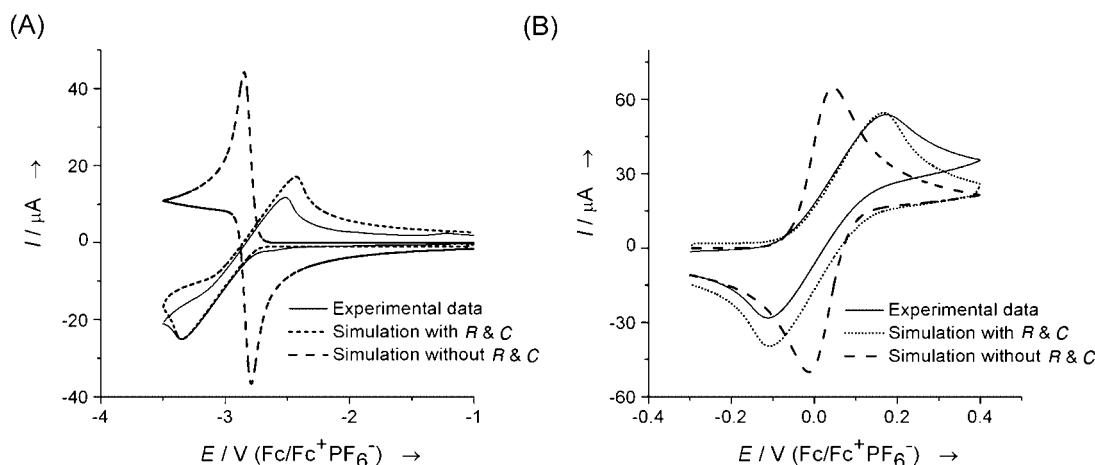 (A)
40
20
0
-20
-40
-4
-3
-2
-1
I / μA →
E / V (Fc/Fc⁺PF₆⁻) →
Experimental data
Simulation with R & C
Simulation without R & C
(B)
60
30
0
-30
-60
-0.4
-0.2
0.0
0.2
0.4
I / μA →
E / V (Fc/Fc⁺PF₆⁻) →
Experimental data
Simulation with R & C
Simulation without R & C